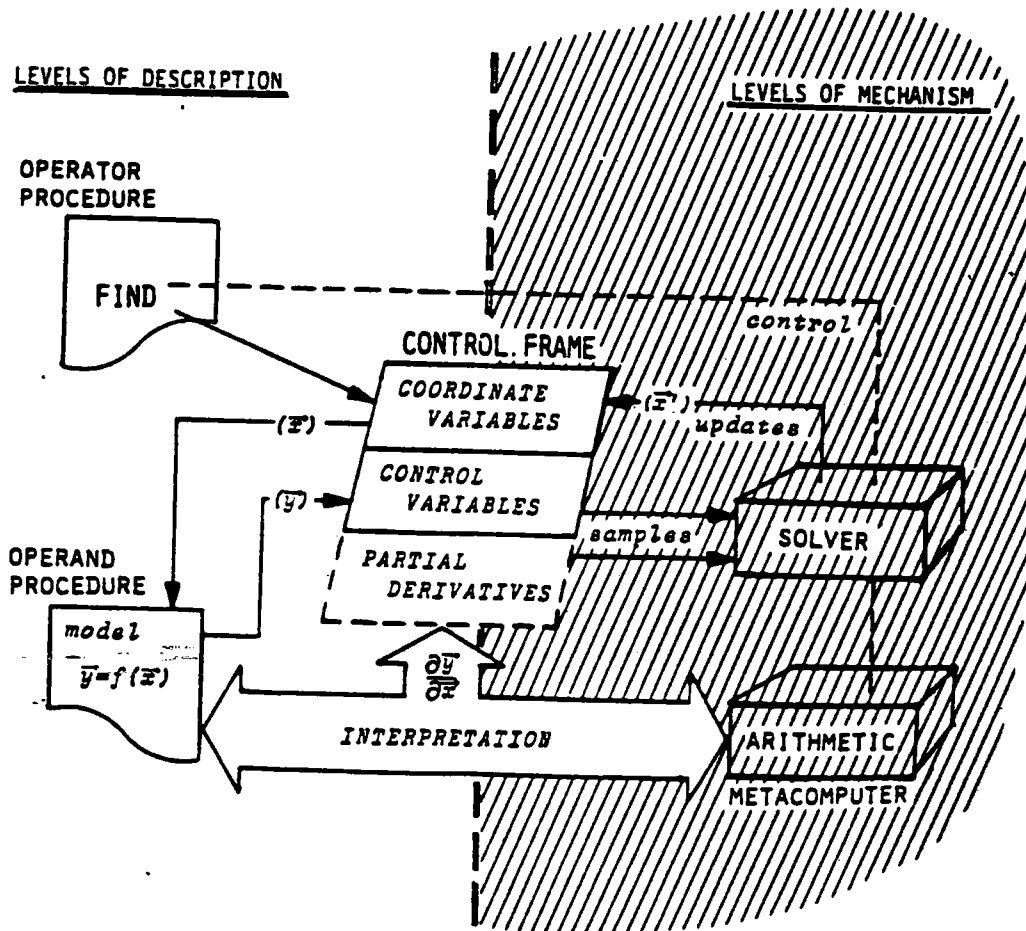 LEVELS OF DESCRIPTION
LEVELS OF MECHANISM
OPERATOR
PROCEDURE
FIND
control
CONTROL FRAME
COORDINATE
VARIABLES
(x̅)
(x̅')
updates
CONTROL
VARIABLES
(y̅)
samples
SOLVER
PARTIAL
DERIVATIVES
OPERAND
PROCEDURE
model
y̅=f(x̅)
∂y̅
∂x̅
INTERPRETATION
ARITHMETIC
METACOMPUTER